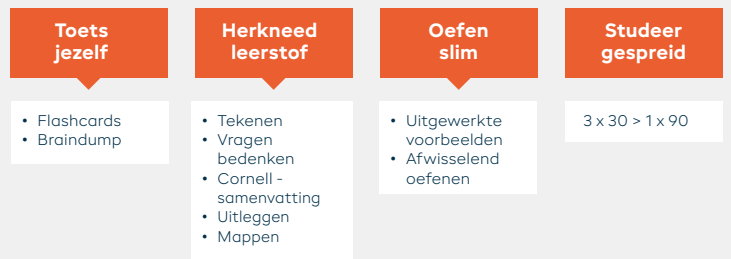 Toets
jezelf
• Flashcards
• Braindump
Herkneed
leerstof
• Tekenen
• Vragen
bedenken
• Cornell -
samenvatting
• Uitleggen
• Mappen
Oefen
slim
• Uitgewerkte
voorbeelden
• Afwisselend
oefenen
Studeer
gespreid
3 x 30 > 1 x 90